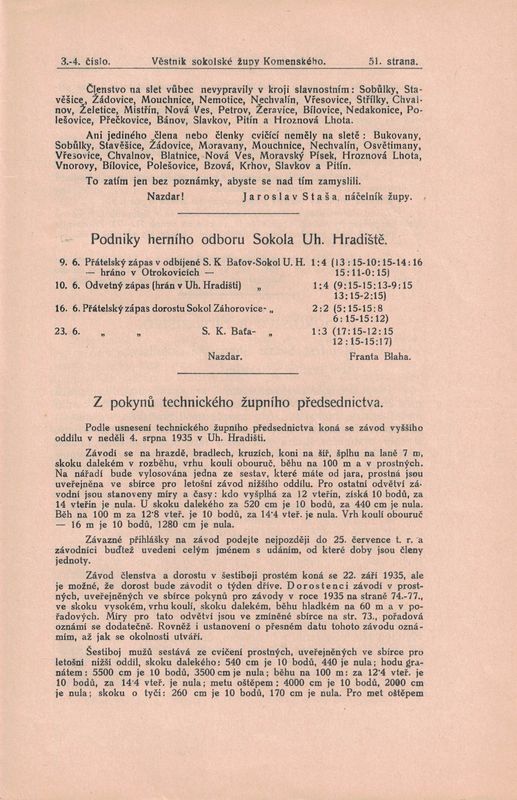 3.-4. číslo. Věstník sokolské župy Komenského. 51. strana.
Členstvo na slet vůbec nevypravily v kroji slavnostním: Sobůlky, Sta-
věšice, Žádovice, Mouchnice, Nemotice, Nechvalín, Vřesovice, Střílky, Chval-
nov, Želetice, Mistřín, Nová Ves, Petrov, Žeravice, Bílovice, Nedakonice, Po-
lešovice, Přečkovice, Bánov, Slavkov, Pitín a Hroznová Lhota.
Ani jediného člena nebo členky cvičící neměly na sletě: Bukovany,
Sobůlky, Stavěšice, Žádovice, Moravany, Mouchnice, Nechvalín, Osvětimany,
Vřesovice, Chvalnov, Blatnice, Nová Ves, Moravský Písek, Hroznová Lhota,
Vnorovy, Bílovice, Polešovice, Bzová, Krhov, Slavkov a Pitín.
To zatím jen bez poznámky, abyste se nad tím zamyslili.
Nazdar! Jaroslav Staša, náčelník župy.
Podniky herního odboru Sokola Uh. Hradiště.
9. 6. Přátelský zápas v odbíjené S. K Baťov-Sokol U. H. 1:4 (13:15-10:15-14:16
— hráno v Otrokovicích — 15:11-0:15)
10. 6. Odvetný zápas (hrán v Uh. Hradišti) „ 1:4 (9:15-15:13-9:15
13:15-2:15)
16. 6. Přátelský zápas dorostu Sokol Záhorovice- „ 2:2 (5:15-15:8
6:15-15:12)
23. 6. „ „ S. K. Baťa- „ 1:3 (17:15-12:15
12:15-15:17)
Nazdar. Franta Blaha.
Z pokynů technického župního předsednictva.
Podle usnesení technického župního předsednictva koná se závod vyššího
oddílu v neděli 4. srpna 1935 v Uh. Hradišti.
Závodí se na hrazdě, bradlech, kruzích, koni na šíř, šplhu na laně 7 m,
skoku dalekém v rozběhu, vrhu koulí obouruč, běhu na 100 m a v prostných.
Na nářadí bude vylosována jedna ze sestav, které máte od jara, prostná jsou
uveřejněna ve sbírce pro letošní závod nižšího oddílu. Pro ostatní odvětví zá-
vodní jsou stanoveny míry a časy: kdo vyšplhá za 12 vteřin, získá 10 bodů, za
14 vteřin je nula. U skoku dalekého za 520 cm je 10 bodů, za 440 cm je nula.
Běh na 100 m za 12·8 vteř. je 10 bodů, za 14·4 vteř. je nula. Vrh koulí obouruč
— 16 m je 10 bodů, 1280 cm je nula.
Závazné přihlášky na závod podejte nejpozději do 25. července t. r. a
závodníci buďtež uvedeni celým jménem s udáním, od které doby jsou členy
jednoty.
Závod členstva a dorostu v šestiboji prostém koná se 22. září 1935, ale
je možné, že dorost bude závodit o týden dříve. Dorostenci závodí v prost-
ných, uveřejněných ve sbírce pokynů pro závody v roce 1935 na straně 74.-77.,
ve skoku vysokém, vrhu koulí, skoku dalekém, běhu hladkém na 60 m a v po-
řadových. Míry pro tato odvětví jsou ve zmíněné sbírce na str. 73., pořadová
oznámí se dodatečně. Rovněž i ustanovení o přesném datu tohoto závodu ozná-
mím, až jak se okolnosti utváří.
Šestiboj mužů sestává ze cvičení prostných, uveřejněných ve sbírce pro
letošní nižší oddíl, skoku dalekého: 540 cm je 10 bodů, 440 je nula; hodu gra-
nátem: 5500 cm je 10 bodů, 3500 cm je nula; běhu na 100 m: za 12·4 vteř. je
10 bodů, za 14·4 vteř. je nula; metu oštěpem: 4000 cm je 10 bodů, 2000 cm
je nula; skoku o tyči: 260 cm je 10 bodů, 170 cm je nula. Pro met oštěpem